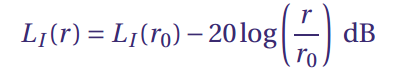 L_I(r) = L_I(r_0) − 20 log(r/r_0) dB